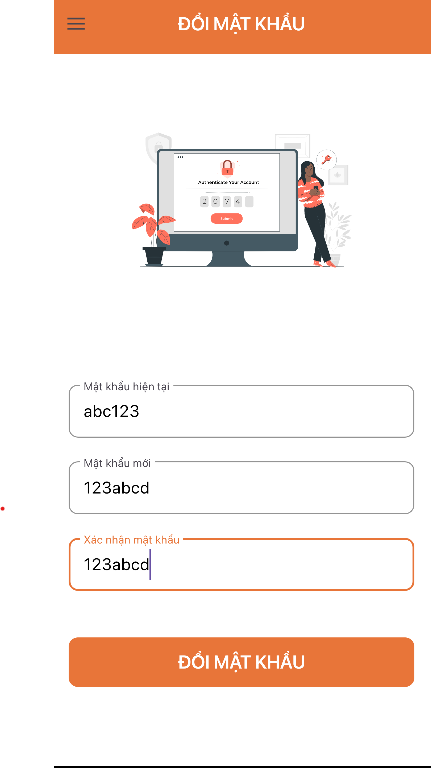 ĐỔI MẬT KHẨU
Authenticate Your Account
Mật khẩu hiện tại
abc123
Mật khẩu mới
123abcd
Xác nhận mật khẩu
123abcd
ĐỔI MẬT KHẨU